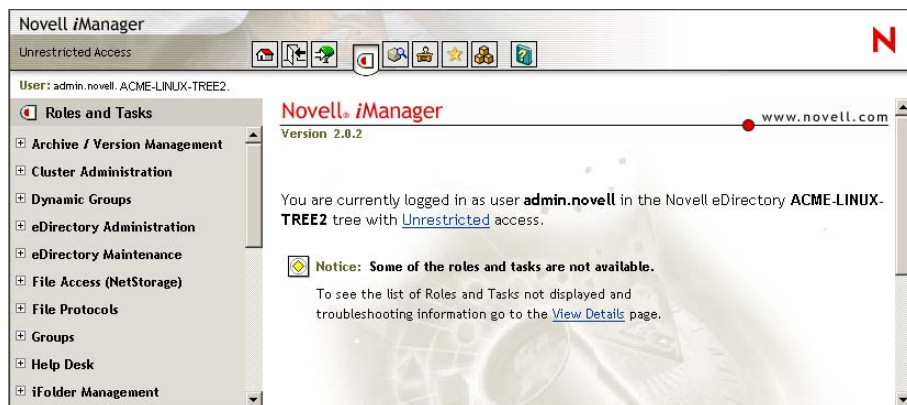 Novell iManager
Unrestricted Access
N
User: admin.novell.ACME-LINUX-TREE2.
Roles and Tasks
Archive / Version Management
Cluster Administration
Dynamic Groups
eDirectory Administration
eDirectory Maintenance
File Access (NetStorage)
File Protocols
Groups
Help Desk
iFolder Management
Novell® iManager
www.novell.com
Version 2.0.2
You are currently logged in as user admin.novell in the Novell eDirectory ACME-LINUX-
TREE2 tree with Unrestricted access.
Notice: Some of the roles and tasks are not available.
To see the list of Roles and Tasks not displayed and
troubleshooting information go to the View Details page.